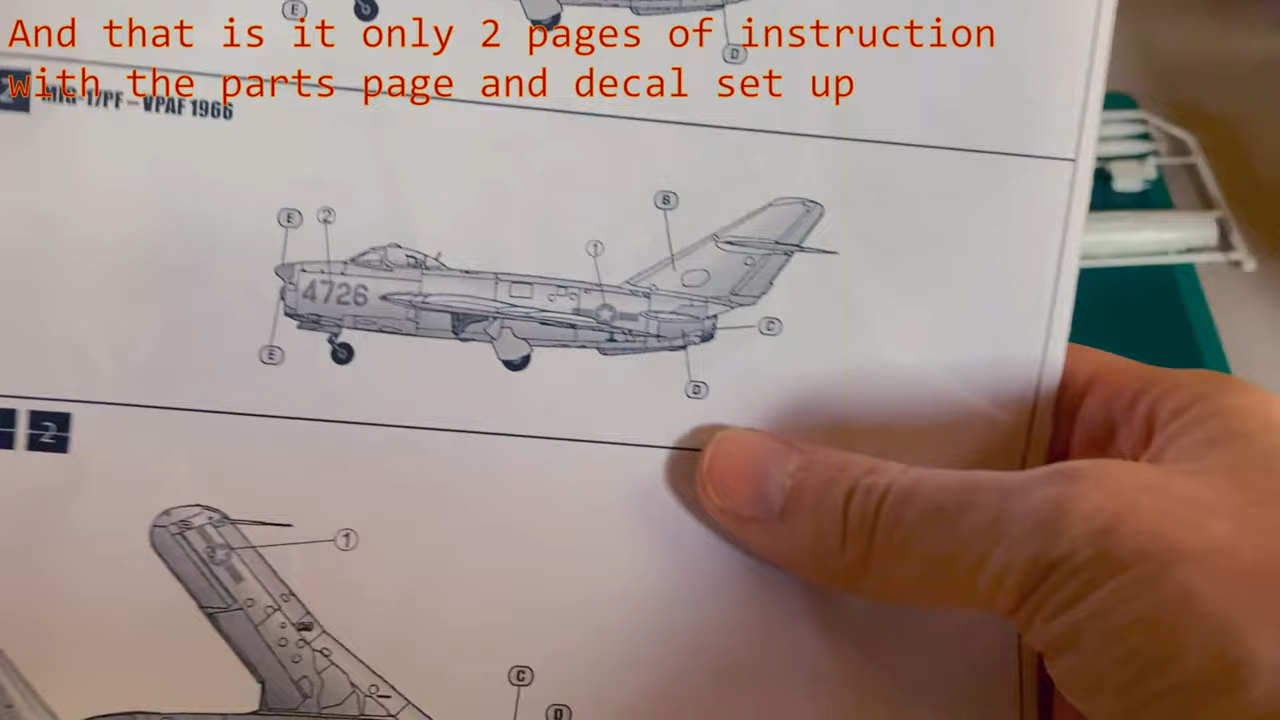 E
D
And that is it only 2 pages of instruction
with the parts page and decal set up
2 MIG-17PF – VPAF 1966
B
E 2
1
4726
C
E
D
2
1
C
D